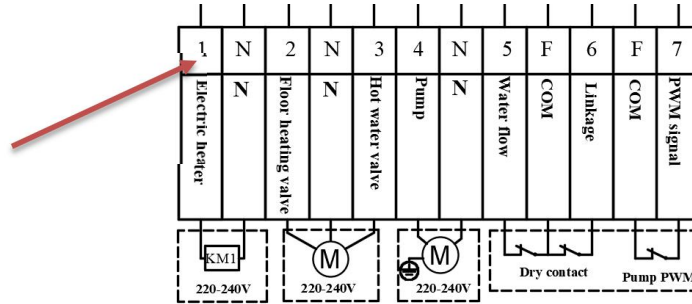 1 N 2 N 3 4 N 5 F 6 F 7
Electric heater
N
Floor heating valve
N
Hot water valve
Pump
N
Water flow
COM
Linkage
COM
PWM signal
KM1
M
M
220-240V
220-240V
220-240V
Dry contact
Pump PWM